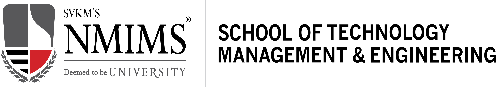 SVKM'S
NMIMS
Deemed to be UNIVERSITY
SCHOOL OF TECHNOLOGY
MANAGEMENT & ENGINEERING